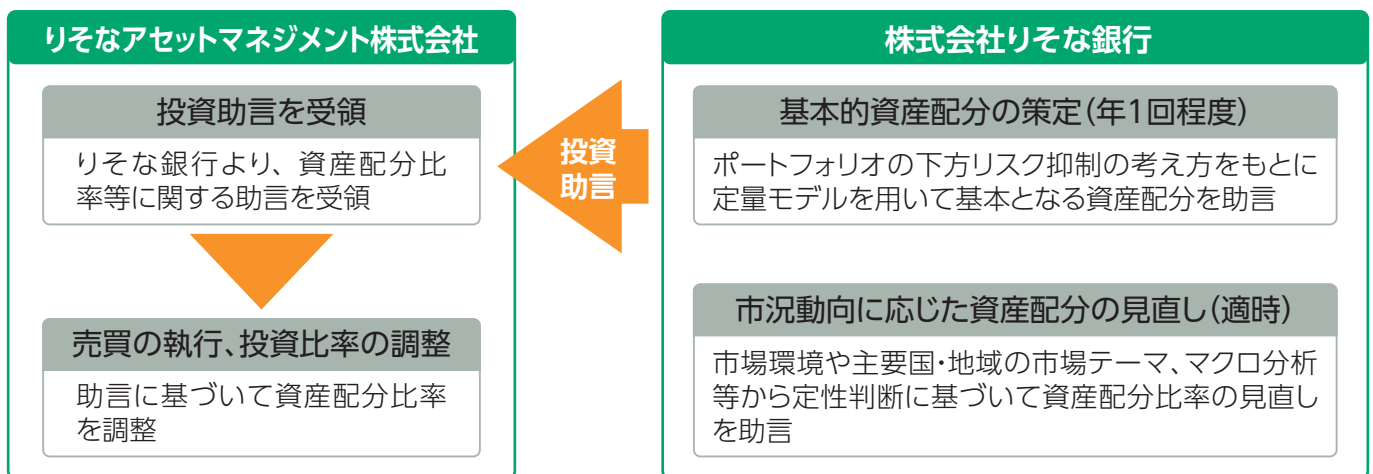 りそなアセットマネジメント株式会社
投資助言を受領
りそな銀行より、資産配分比
率等に関する助言を受領
売買の執行、投資比率の調整
助言に基づいて資産配分比率
を調整
投資
助言
株式会社りそな銀行
基本的資産配分の策定(年1回程度)
ポートフォリオの下方リスク抑制の考え方をもとに
定量モデルを用いて基本となる資産配分を助言
市況動向に応じた資産配分の見直し(適時)
市場環境や主要国・地域の市場テーマ、マクロ分析
等から定性判断に基づいて資産配分比率の見直し
を助言